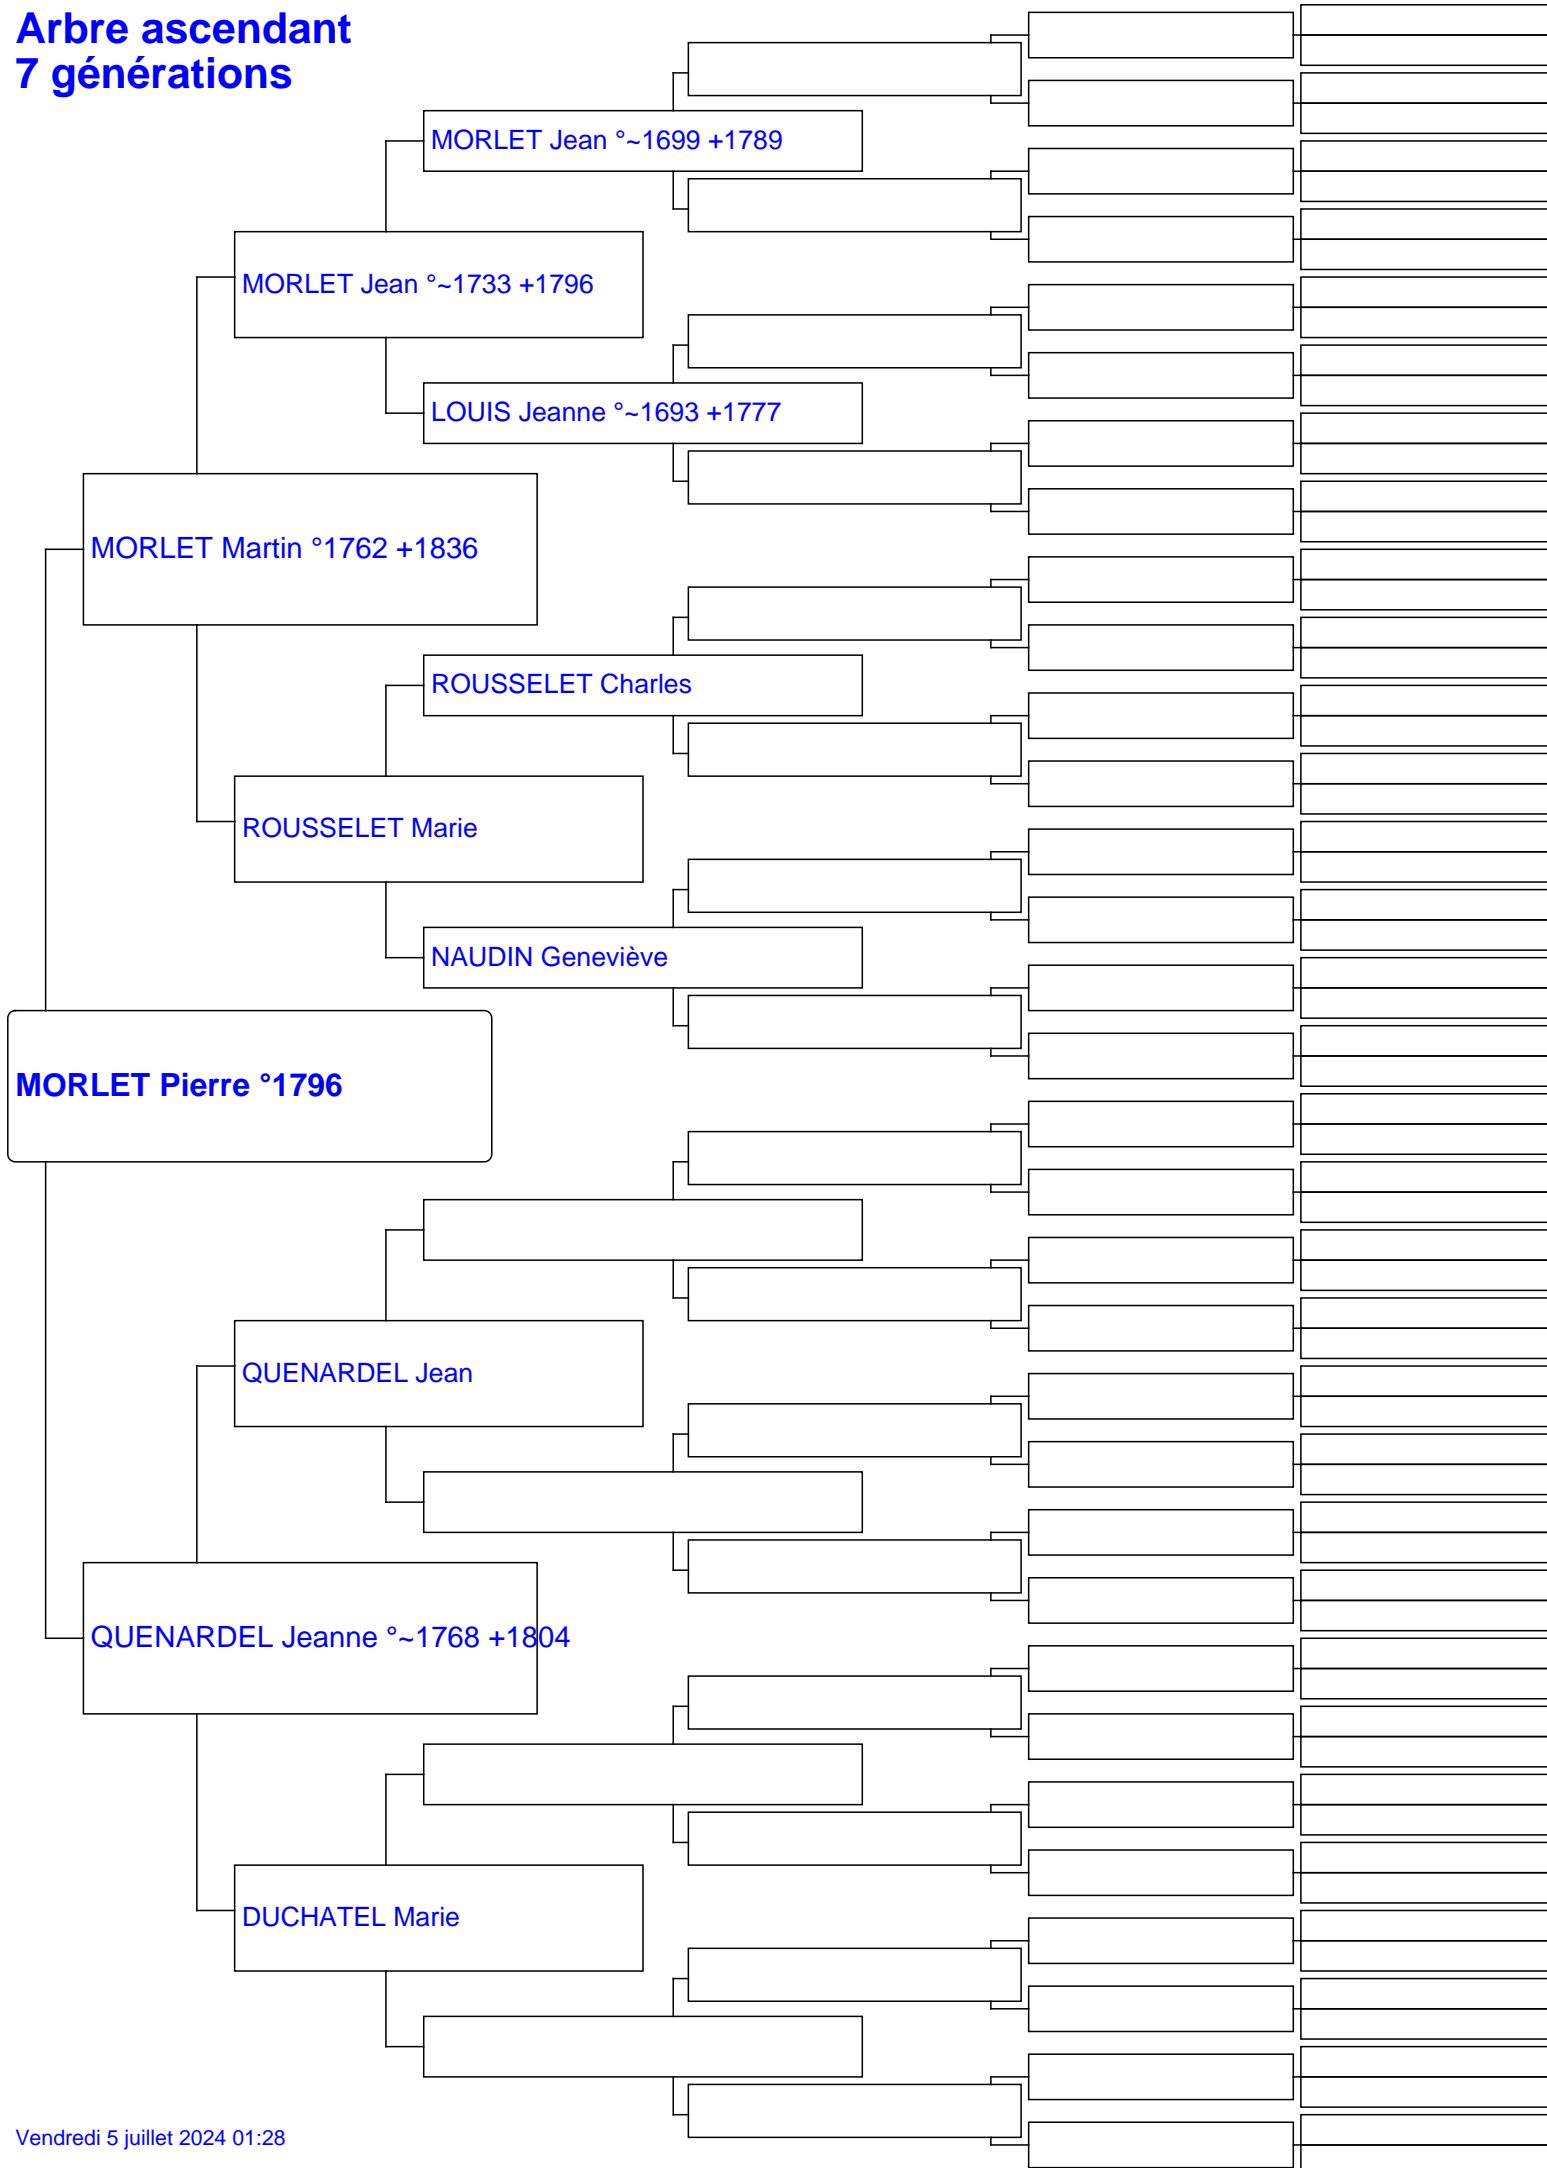 Arbre ascendant
7 générations
MORLET Jean °~1699 +1789
MORLET Jean °~1733 +1796
LOUIS Jeanne °~1693 +1777
MORLET Martin °1762 +1836
ROUSSELET Charles
ROUSSELET Marie
NAUDIN Geneviève
MORLET Pierre °1796
QUENARDEL Jean
QUENARDEL Jeanne °~1768 +1804
DUCHATEL Marie
Vendredi 5 juillet 2024 01:28